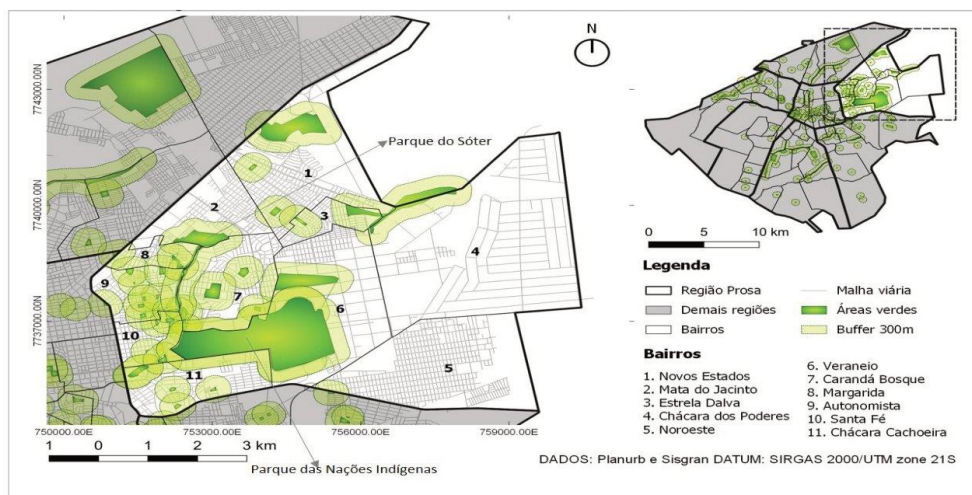 N
7743000.00N
7740000.00N
7737000.00N
Parque do Sóter
1
2
3
4
5
6
7
8
9
10
11
750000.00E
753000.00E
756000.00E
759000.00E
1 0 1 2 3 km
Parque das Nações Indígenas
0 5 10 km
Legenda
Região Prosa
Demais regiões
Bairros
Malha viária
Áreas verdes
Buffer 300m
Bairros
1. Novos Estados
2. Mata do Jacinto
3. Estrela Dalva
4. Chácara dos Poderes
5. Noroeste
6. Veraneio
7. Carandá Bosque
8. Margarida
9. Autonomista
10. Santa Fé
11. Chácara Cachoeira
DADOS: Planurb e Sisgran DATUM: SIRGAS 2000/UTM zone 21S